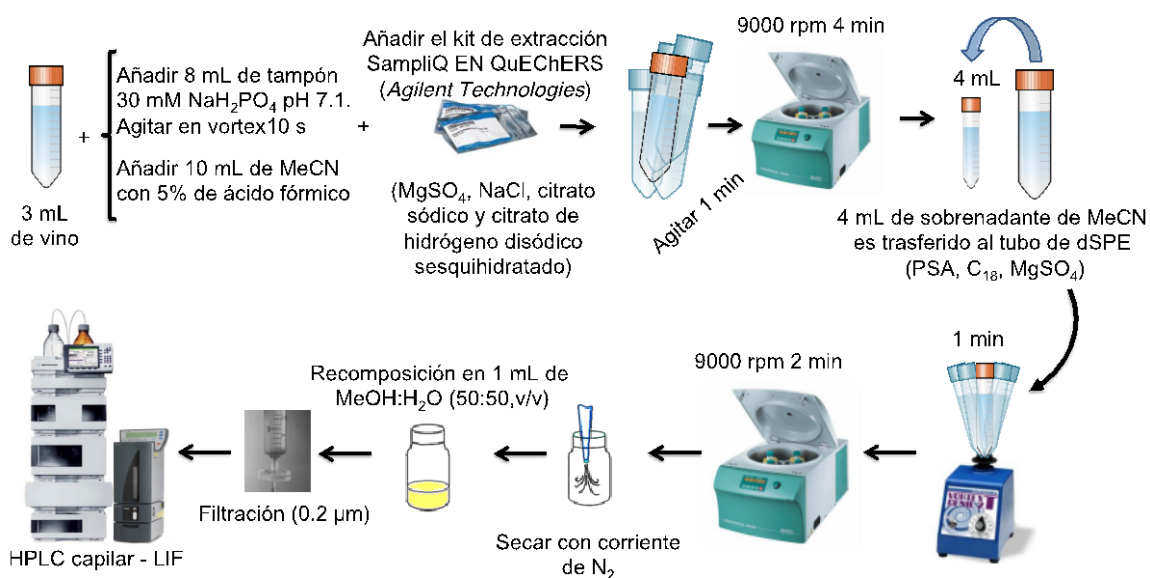 Añadir 8 mL de tampón
30 mM NaH₂PO₄ pH 7.1.
Agitar en vortex10 s
Añadir 10 mL de MeCN
con 5% de ácido fórmico
+
+
3 mL
de vino
Añadir el kit de extracción
SampliQ EN QuEChERS
(Agilent Technologies)
(MgSO₄, NaCl, citrato
sódico y citrato de
hidrógeno disódico
sesquihidratado)
Agitar 1 min
9000 rpm 4 min
4 mL
4 mL de sobrenadante de MeCN
es trasferido al tubo de dSPE
(PSA, C₁₈, MgSO₄)
1 min
VORTEX
GENIE
9000 rpm 2 min
Secar con corriente
de N₂
Recomposición en 1 mL de
MeOH:H₂O (50:50,v/v)
Filtración (0.2 µm)
HPLC capilar - LIF